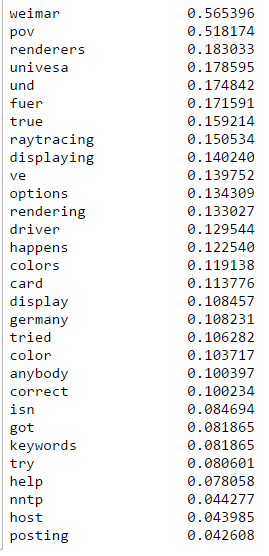 weimar 0.565396
pov 0.518174
renderers 0.183033
univesa 0.178595
und 0.174842
fuer 0.171591
true 0.159214
raytracing 0.150534
displaying 0.140240
ve 0.139752
options 0.134309
rendering 0.133027
driver 0.129544
happens 0.122540
colors 0.119138
card 0.113776
display 0.108457
germany 0.108231
tried 0.106282
color 0.103717
anybody 0.100397
correct 0.100234
isn 0.084694
got 0.081865
keywords 0.081865
try 0.080601
help 0.078058
nntp 0.044277
host 0.043985
posting 0.042608